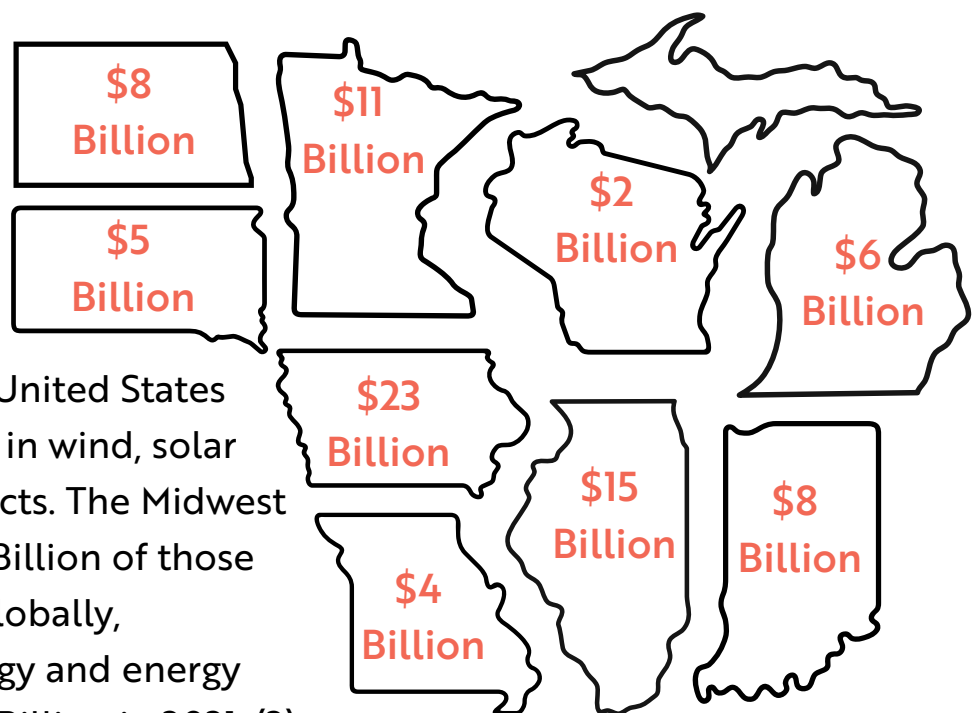 $8
Billion
$11
Billion
$2
Billion
$6
Billion
$5
Billion
$23
Billion
$15
Billion
$8
Billion
$4
Billion
United States
in wind, solar
cts. The Midwest
Billion of those
lobally,
gy and energy